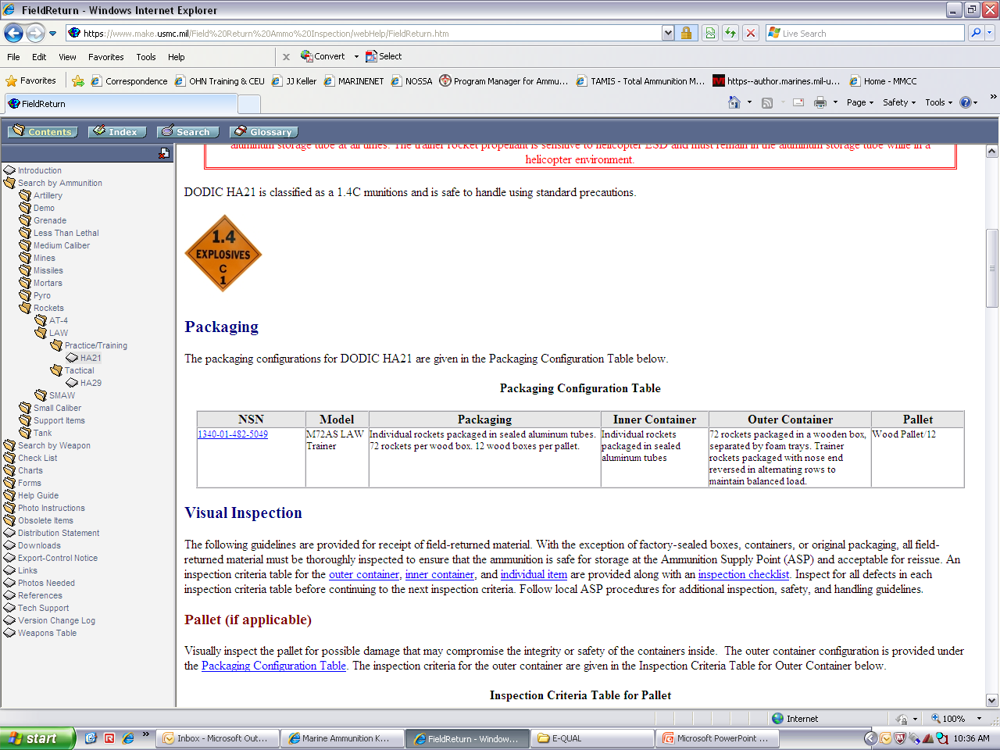 FieldReturn - Windows Internet Explorer
https://www.make.usmc.mil/Field%20Return%20Ammo%20Inspection/webHelp/FieldReturn.htm
Live Search
File Edit View Favorites Tools Help
Convert Select
Favorites Correspondence OHN Training & CEU JJ Keller MARINENET NOSSA Program Manager for Ammu... TAMIS - Total Ammunition M... https--author.marines.mil-u... Home - MMCC
FieldReturn
Page Safety Tools
Contents Index Search Glossary
Introduction
Search by Ammunition
Artillery
Demo
Grenade
Less Than Lethal
Medium Caliber
Mines
Missiles
Mortars
Pyro
Rockets
AT-4
LAW
Practice/Training
HA21
Tactical
HA29
SMAW
Small Caliber
Support Items
Tank
Search by Weapon
Check List
Charts
Forms
Help Guide
Photo Instructions
Obsolete Items
Distribution Statement
Downloads
Export-Control Notice
Links
Photos Needed
References
Tech Support
Version Change Log
Weapons Table
aluminum storage tube at all times. The trainer rocket propellant is sensitive to helicopter ESD and must remain in the aluminum storage tube while in a
helicopter environment.
DODIC HA21 is classified as a 1.4C munitions and is safe to handle using standard precautions.
1.4
EXPLOSIVES
C
1
Packaging
The packaging configurations for DODIC HA21 are given in the Packaging Configuration Table below.
Packaging Configuration Table
NSN Model Packaging Inner Container Outer Container Pallet
1340-01-482-5049 M72AS LAW Individual rockets packaged in sealed aluminum tubes. Individual rockets 72 rockets packaged in a wooden box, Wood Pallet/12
Trainer 72 rockets per wood box. 12 wood boxes per pallet. packaged in sealed separated by foam trays. Trainer
aluminum tubes rockets packaged with nose end
reversed in alternating rows to
maintain balanced load.
Visual Inspection
The following guidelines are provided for receipt of field-returned material. With the exception of factory-sealed boxes, containers, or original packaging, all field-
returned material must be thoroughly inspected to ensure that the ammunition is safe for storage at the Ammunition Supply Point (ASP) and acceptable for reissue. An
inspection criteria table for the outer container, inner container, and individual item are provided along with an inspection checklist. Inspect for all defects in each
inspection criteria table before continuing to the next inspection criteria. Follow local ASP procedures for additional inspection, safety, and handling guidelines.
Pallet (if applicable)
Visually inspect the pallet for possible damage that may compromise the integrity or safety of the containers inside. The outer container configuration is provided under
the Packaging Configuration Table. The inspection criteria for the outer container are given in the Inspection Criteria Table for Outer Container below.
Inspection Criteria Table for Pallet
Internet 100%
start Inbox - Microsoft Out... Marine Ammunition K... FieldReturn - Window... E-QUAL Microsoft PowerPoint ... 10:36 AM